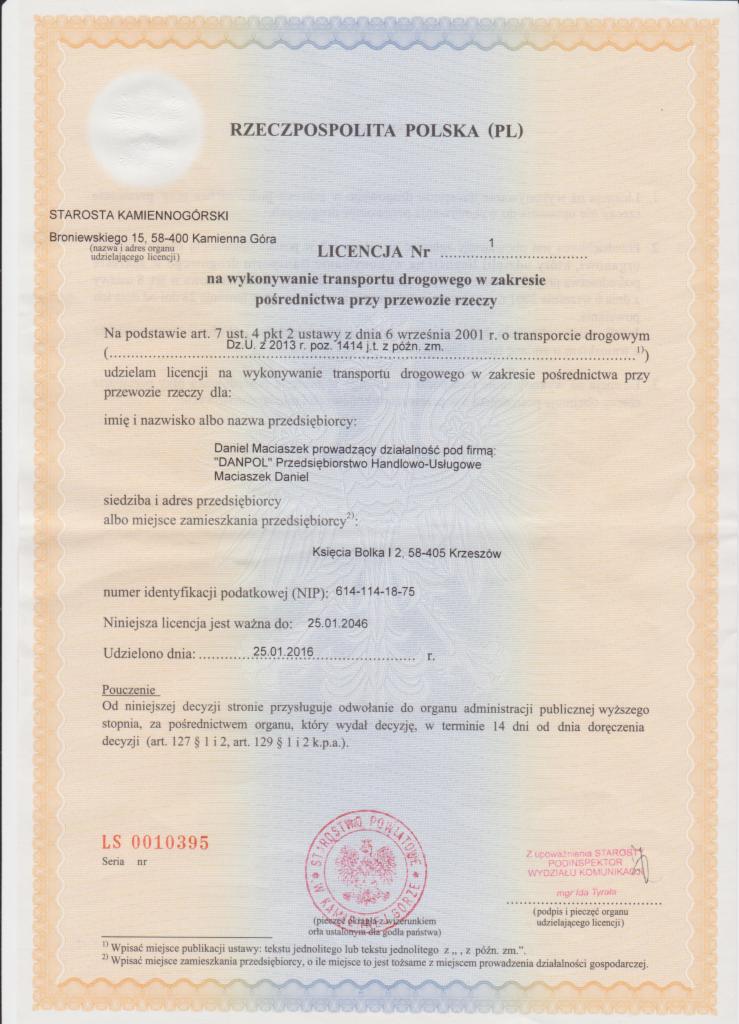 RZECZPOSPOLITA POLSKA (PL)
STAROSTA KAMIENNOGÓRSKI
Broniewskiego 15, 58-400 Kamienna Góra
(nazwa i adres organu
udzielającego licencji)
LICENCJA Nr 1
na wykonywanie transportu drogowego w zakresie
pośrednictwa przy przewozie rzeczy
Na podstawie art. 7 ust. 4 pkt 2 ustawy z dnia 6 września 2001 r. o transporcie drogowym
(Dz.U. z 2013 r. poz. 1414 j.t. z późn. zm. 1))
udzielam licencji na wykonywanie transportu drogowego w zakresie pośrednictwa przy
przewozie rzeczy dla:
imię i nazwisko albo nazwa przedsiębiorcy:
Daniel Maciaszek prowadzący działalność pod firmą:
"DANPOL" Przedsiębiorstwo Handlowo-Usługowe
Maciaszek Daniel
siedziba i adres przedsiębiorcy
albo miejsce zamieszkania przedsiębiorcy2):
Księcia Bolka I 2, 58-405 Krzeszów
numer identyfikacji podatkowej (NIP): 614-114-18-75
Niniejsza licencja jest ważna do: 25.01.2046
Udzielono dnia: 25.01.2016 r.
Pouczenie
Od niniejszej decyzji stronie przysługuje odwołanie do organu administracji publicznej wyższego
stopnia, za pośrednictwem organu, który wydał decyzję, w terminie 14 dni od dnia doręczenia
decyzji (art. 127 § 1 i 2, art. 129 § 1 i 2 k.p.a.).
LS 0010395
Seria nr
STAROSTWO POWIATOWE
W KAMIENNEJ GÓRZE
(pieczęć okrągła z wizerunkiem
orła ustalonym dla godła państwa)
Z upoważnienia STAROSTY
PODINSPEKTOR
WYDZIAŁU KOMUNIKACJI
mgr Ida Tyrała
(podpis i pieczęć organu
udzielającego licencji)
1) Wpisać miejsce publikacji ustawy: tekstu jednolitego lub tekstu jednolitego z „ , z późn. zm.”.
2) Wpisać miejsce zamieszkania przedsiębiorcy, o ile miejsce to jest tożsame z miejscem prowadzenia działalności gospodarczej.